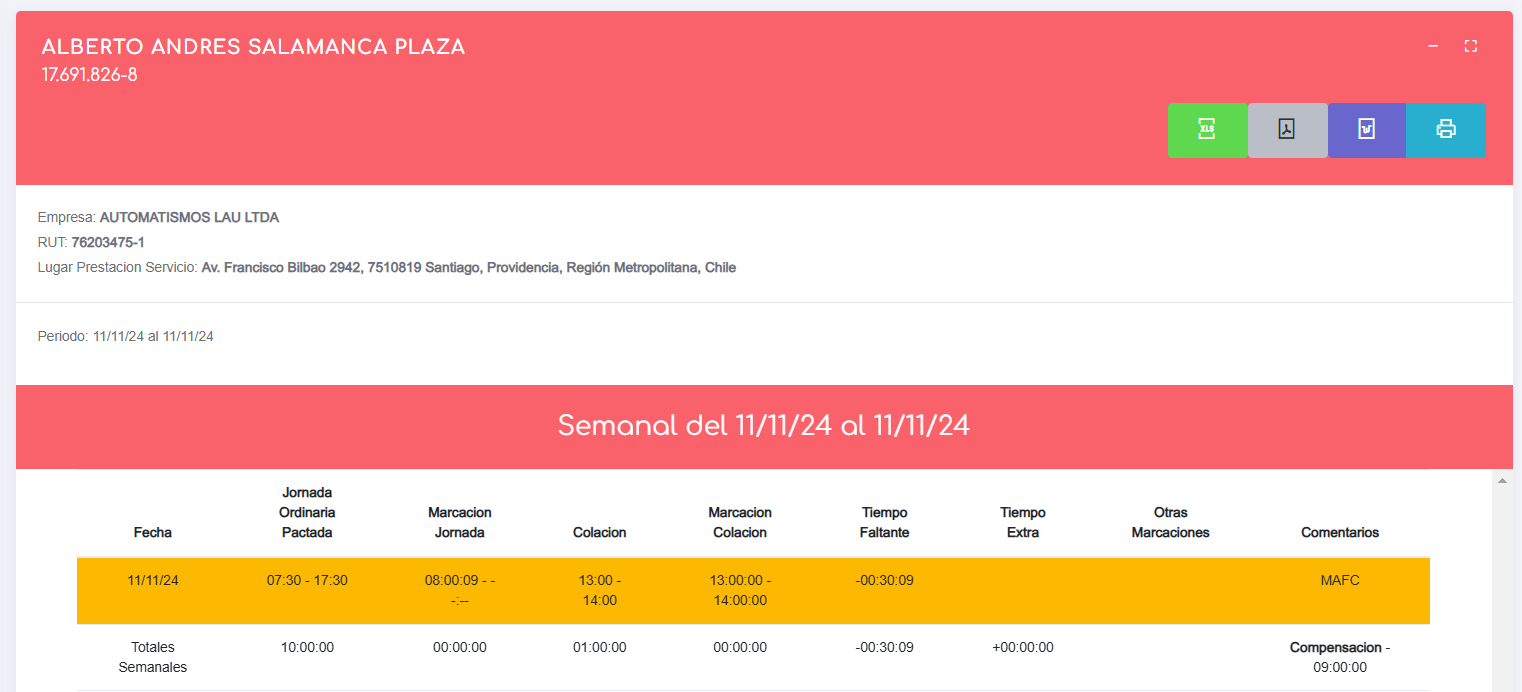 ALBERTO ANDRES SALAMANCA PLAZA
17.691.826-8
XLS
Empresa: AUTOMATISMOS LAU LTDA
RUT: 76203475-1
Lugar Prestacion Servicio: Av. Francisco Bilbao 2942, 7510819 Santiago, Providencia, Región Metropolitana, Chile
Periodo: 11/11/24 al 11/11/24
Semanal del 11/11/24 al 11/11/24
Fecha
Jornada
Ordinaria
Pactada
Marcacion
Jornada
Colacion
Marcacion
Colacion
Tiempo
Faltante
Tiempo
Extra
Otras
Marcaciones
Comentarios
11/11/24
07:30 - 17:30
08:00:09 - -
-:--
13:00 -
14:00
13:00:00 -
14:00:00
-00:30:09
MAFC
Totales
Semanales
10:00:00
00:00:00
01:00:00
00:00:00
-00:30:09
+00:00:00
Compensacion -
09:00:00